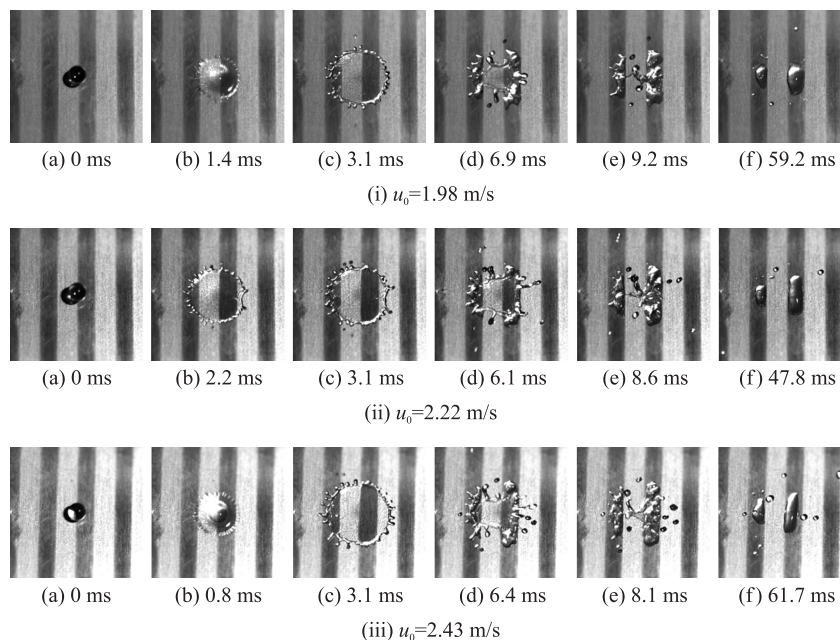 (a) 0 ms (b) 1.4 ms (c) 3.1 ms (d) 6.9 ms (e) 9.2 ms (f) 59.2 ms
(i) u₀=1.98 m/s
(a) 0 ms (b) 2.2 ms (c) 3.1 ms (d) 6.1 ms (e) 8.6 ms (f) 47.8 ms
(ii) u₀=2.22 m/s
(a) 0 ms (b) 0.8 ms (c) 3.1 ms (d) 6.4 ms (e) 8.1 ms (f) 61.7 ms
(iii) u₀=2.43 m/s